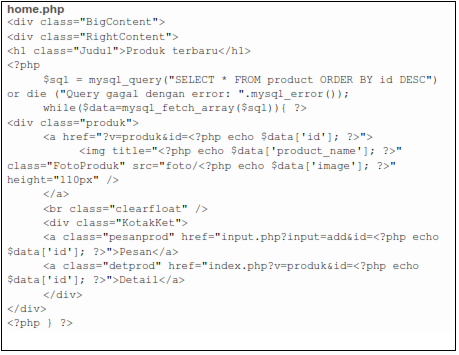 home.php
<div class="BigContent">
<div class="RightContent">
<h1 class="Judul">Produk terbaru</h1>
<?php
$sql = mysql_query("SELECT * FROM product ORDER BY id DESC")
or die ("Query gagal dengan error: ".mysql_error());
while($data=mysql_fetch_array($sql)){ ?>
<div class="produk">
<a href="?v=produk&id=<?php echo $data['id']; ?>">
<img title="<?php echo $data['product_name']; ?>"
class="FotoProduk" src="foto/<?php echo $data['image']; ?>"
height="110px" />
</a>
<br class="clearfloat" />
<div class="KotakKet">
<a class="pesanprod" href="input.php?input=add&id=<?php echo
$data['id']; ?>">Pesan</a>
<a class="detprod" href="index.php?v=produk&id=<?php echo
$data['id']; ?>">Detail</a>
</div>
</div>
<?php } ?>